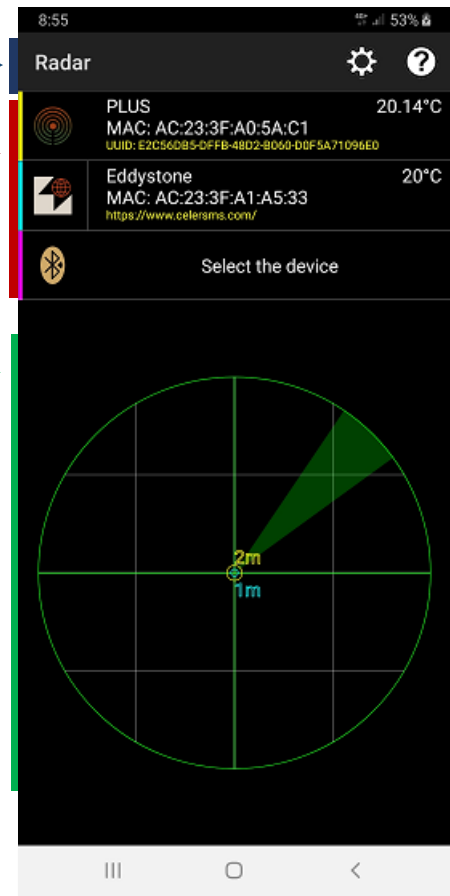 8:55
53%
Radar
?
PLUS
20.14°C
MAC: AC:23:3F:A0:5A:C1
UUID: E2C56DB5-DFFB-48D2-B060-D0F5A71096E0
Eddystone
20°C
MAC: AC:23:3F:A1:A5:33
https://www.celersms.com/
Select the device
2m
1m